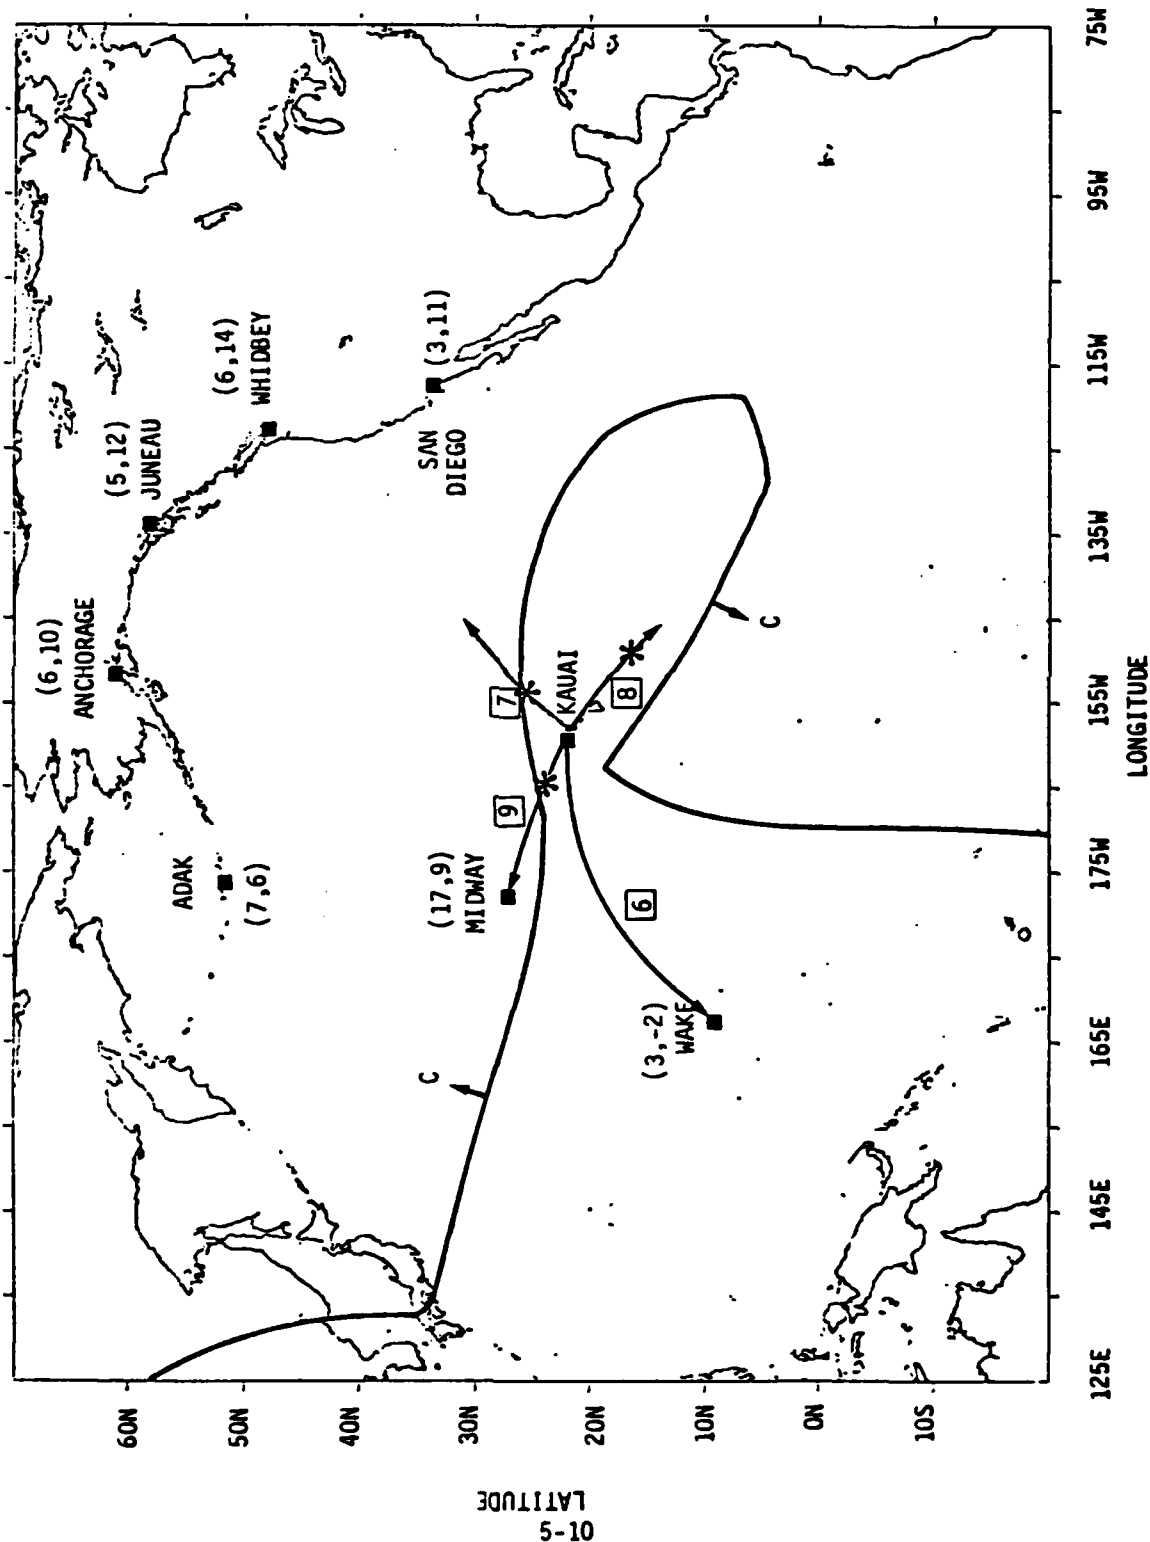 (6,10)
ANCHORAGE
(5,12)
JUNEAU
(6,14)
WHIDBEY
ADAK
(7,6)
SAN
DIEGO
(3,11)
(17,9)
MIDWAY
9
7
KAUAI
8
6
(3,-2)
WAKE
C
C
60N
50N
40N
30N
20N
10N
0N
10S
LATITUDE
125E
145E
165E
175W
155W
135W
115W
95W
75W
LONGITUDE
5-10